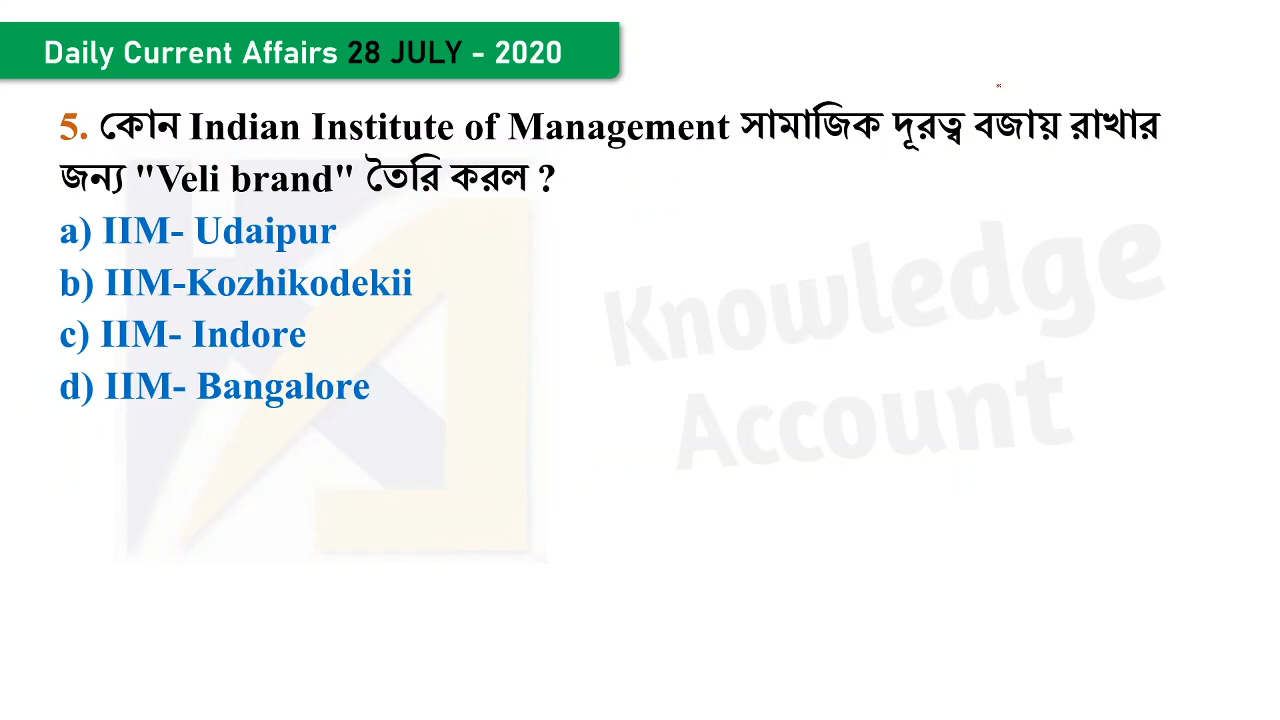 Daily Current Affairs 28 JULY - 2020
5. কোন Indian Institute of Management সামাজিক দূরত্ব বজায় রাখার
জন্য "Veli brand" তৈরি করল ?
a) IIM- Udaipur
b) IIM-Kozhikodekii
c) IIM- Indore
d) IIM- Bangalore
Knowledge
Account